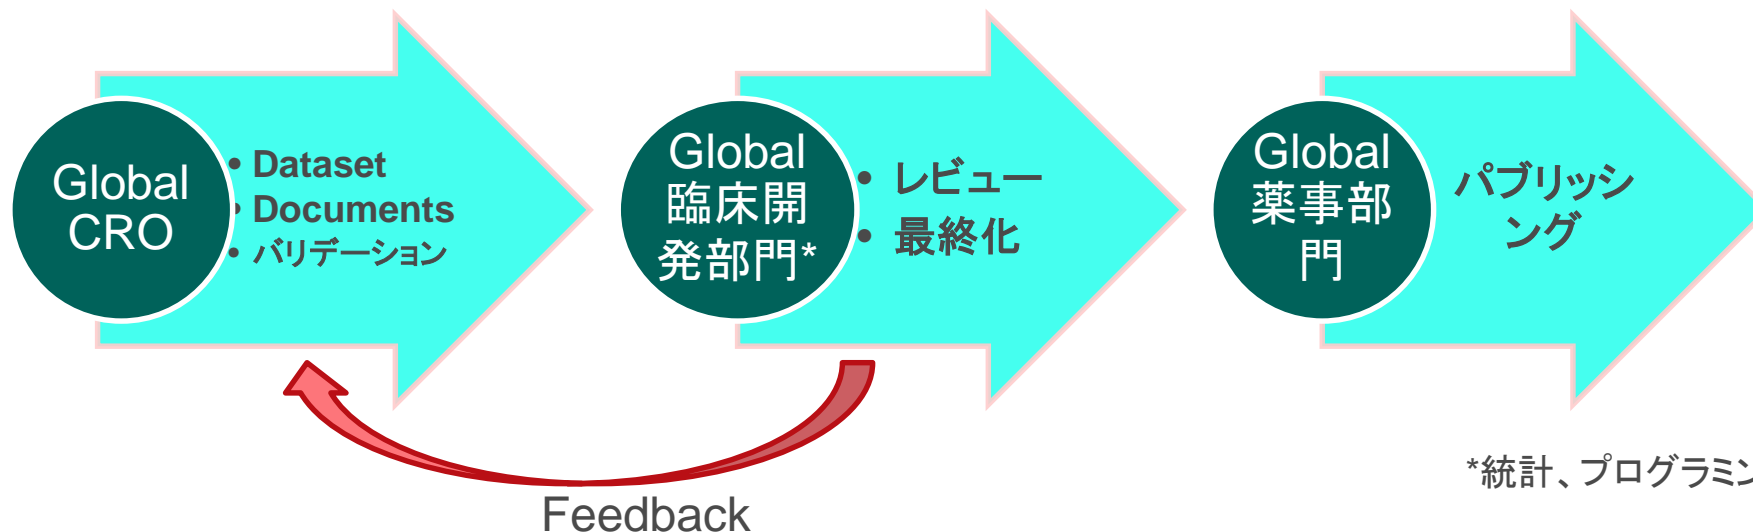 Global
CRO
• Dataset
• Documents
• バリデーション
Global
臨床開
発部門*
• レビュー
• 最終化
Global
薬事部
門
パブリッシ
ング
Feedback
*統計、プログラミン